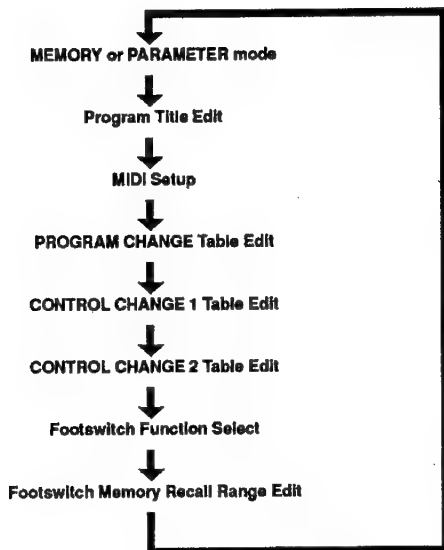 MEMORY or PARAMETER mode
Program Title Edit
MIDI Setup
PROGRAM CHANGE Table Edit
CONTROL CHANGE 1 Table Edit
CONTROL CHANGE 2 Table Edit
Footswitch Function Select
Footswitch Memory Recall Range Edit